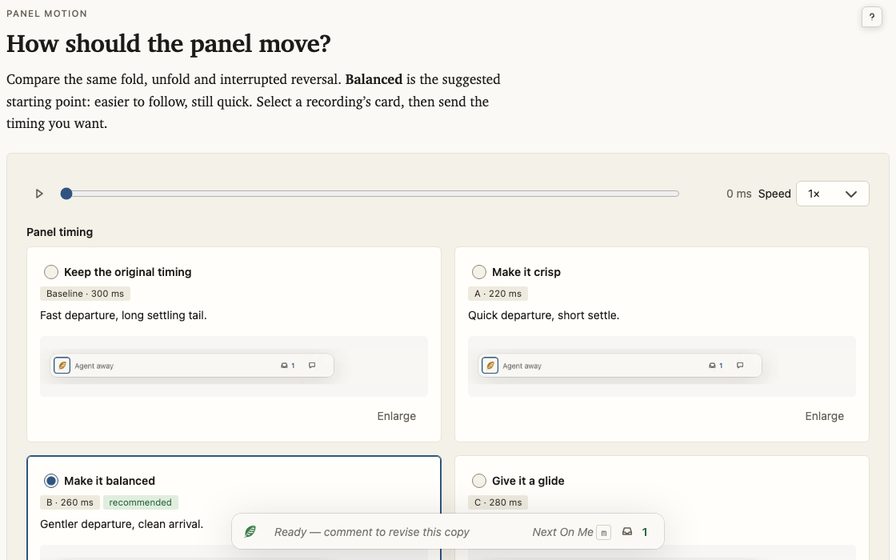 PANEL MOTION
?
How should the panel move?
Compare the same fold, unfold and interrupted reversal. Balanced is the suggested
starting point: easier to follow, still quick. Select a recording’s card, then send the
timing you want.
0 ms Speed 1×
Panel timing
Keep the original timing
Baseline · 300 ms
Fast departure, long settling tail.
Agent away 1
Enlarge
Make it crisp
A · 220 ms
Quick departure, short settle.
Agent away 1
Enlarge
Make it balanced
B · 260 ms recommended
Gentler departure, clean arrival.
Give it a glide
C · 280 ms
Ready — comment to revise this copy Next On Me m 1